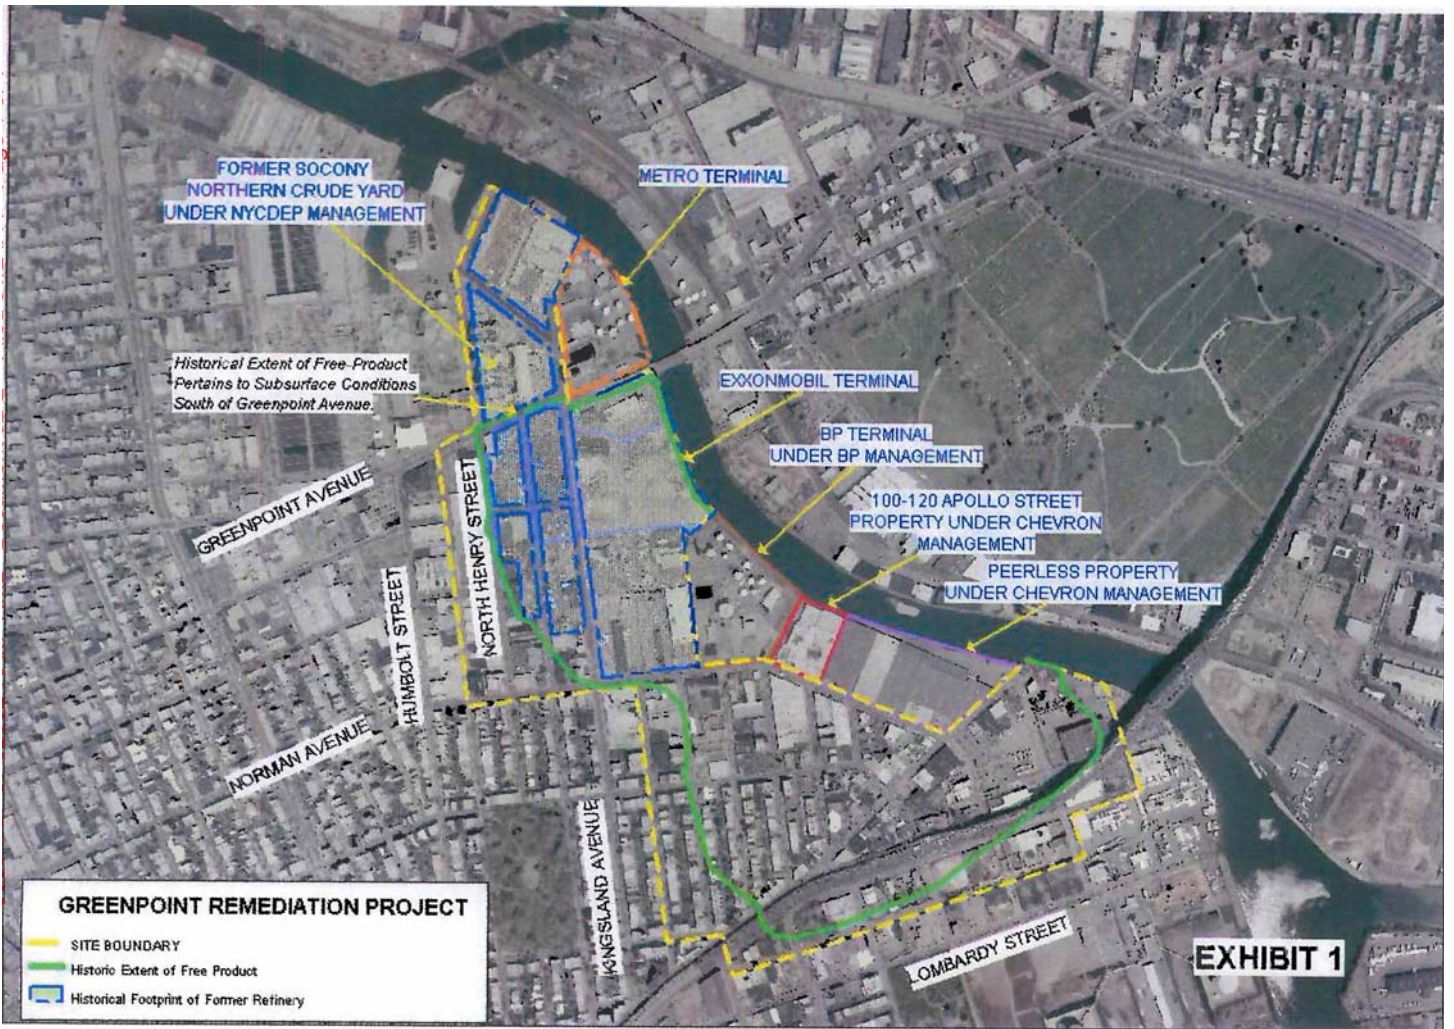 FORMER SOCONY
NORTHERN CRUDE YARD
UNDER NYCDEP MANAGEMENT
METRO TERMINAL
Historical Extent of Free-Product
Pertains to Subsurface Conditions
South of Greenpoint Avenue.
EXXONMOBIL TERMINAL
BP TERMINAL
UNDER BP MANAGEMENT
100-120 APOLLO STREET
PROPERTY UNDER CHEVRON
MANAGEMENT
PEERLESS PROPERTY
UNDER CHEVRON MANAGEMENT
GREENPOINT AVENUE
NORTH HENRY STREET
HUMBOLT STREET
NORMAN AVENUE
KINGSLAND AVENUE
LOMBARDY STREET
GREENPOINT REMEDIATION PROJECT
SITE BOUNDARY
Historic Extent of Free Product
Historical Footprint of Former Refinery
EXHIBIT 1